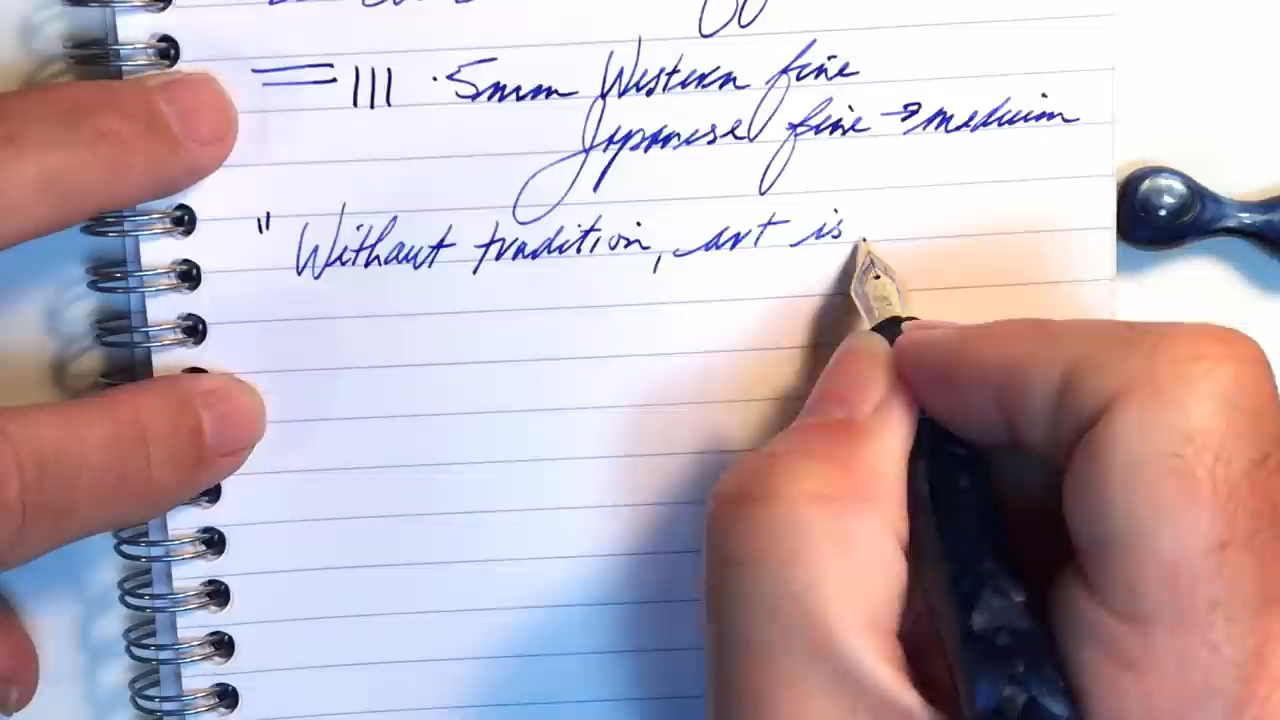 .5mm Western fine
Japanese fine → medium
"Without tradition, art is